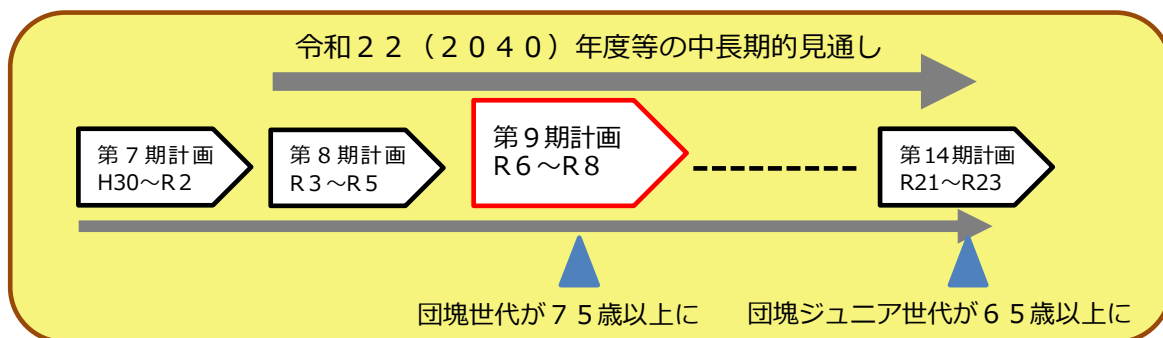 令和２２（２０４０）年度等の中長期的見通し
第７期計画
H30～R２
第８期計画
R３～R５
第９期計画
R６～R８
第14期計画
R21～R23
団塊世代が７５歳以上に
団塊ジュニア世代が６５歳以上に